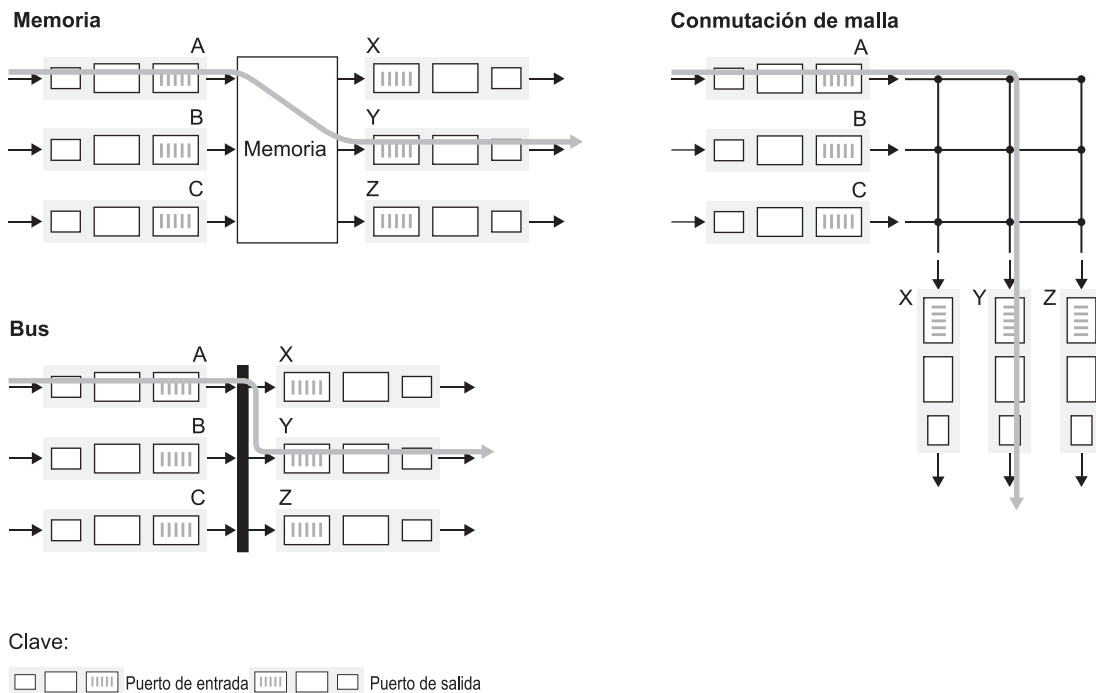 Memoria
A
X
B
Y
Memoria
C
Z
Conmutación de malla
A
B
C
X
Y
Z
Bus
A
X
B
Y
C
Z
Clave:
Puerto de entrada
Puerto de salida